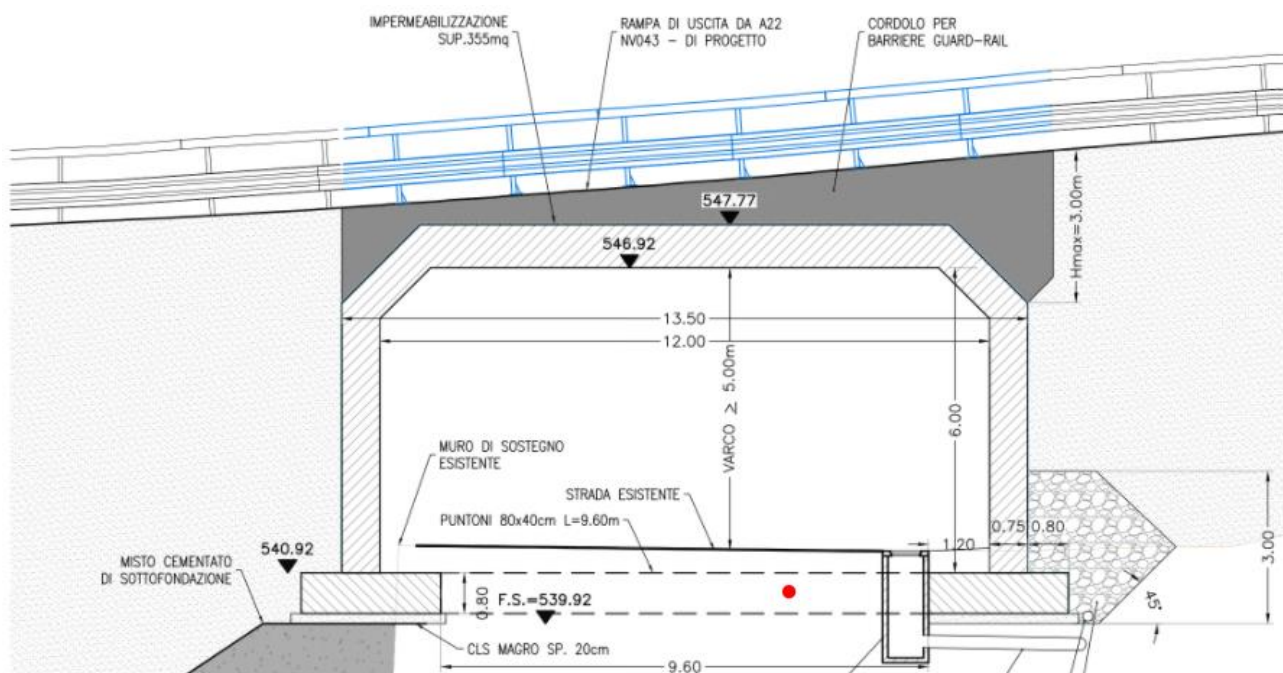 IMPERMEABILIZZAZIONE
SUP.355mq
RAMPA DI USCITA DA A22
NV043 - DI PROGETTO
CORDOLO PER
BARRIERE GUARD-RAIL
547.77
546.92
Hmax=3.00m
13.50
12.00
VARCO ≥ 5.00m
6.00
MURO DI SOSTEGNO
ESISTENTE
STRADA ESISTENTE
PUNTONI 80x40cm L=9.60m
1.20
0.75
0.80
3.00
MISTO CEMENTATO
DI SOTTOFONDAZIONE
540.92
0.80
F.S.=539.92
45°
CLS MAGRO SP. 20cm
9.60